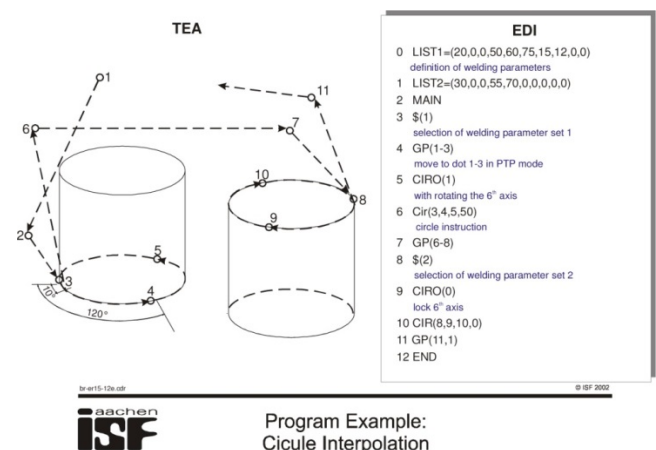 TEA
1
2
3
4
5
6
7
8
9
10
11
10°
120°
EDI
0 LIST1=(20,0,0,50,60,75,15,12,0,0)
definition of welding parameters
1 LIST2=(30,0,0,55,70,0,0,0,0,0)
2 MAIN
3 $(1)
selection of welding parameter set 1
4 GP(1-3)
move to dot 1-3 in PTP mode
5 CIRO(1)
with rotating the 6th axis
6 Cir(3,4,5,50)
circle instruction
7 GP(6-8)
8 $(2)
selection of welding parameter set 2
9 CIRO(0)
lock 6th axis
10 CIR(8,9,10,0)
11 GP(11,1)
12 END
br-er15-12e.cdr
© ISF 2002
aachen
ISF
Program Example:
Cicule Interpolation